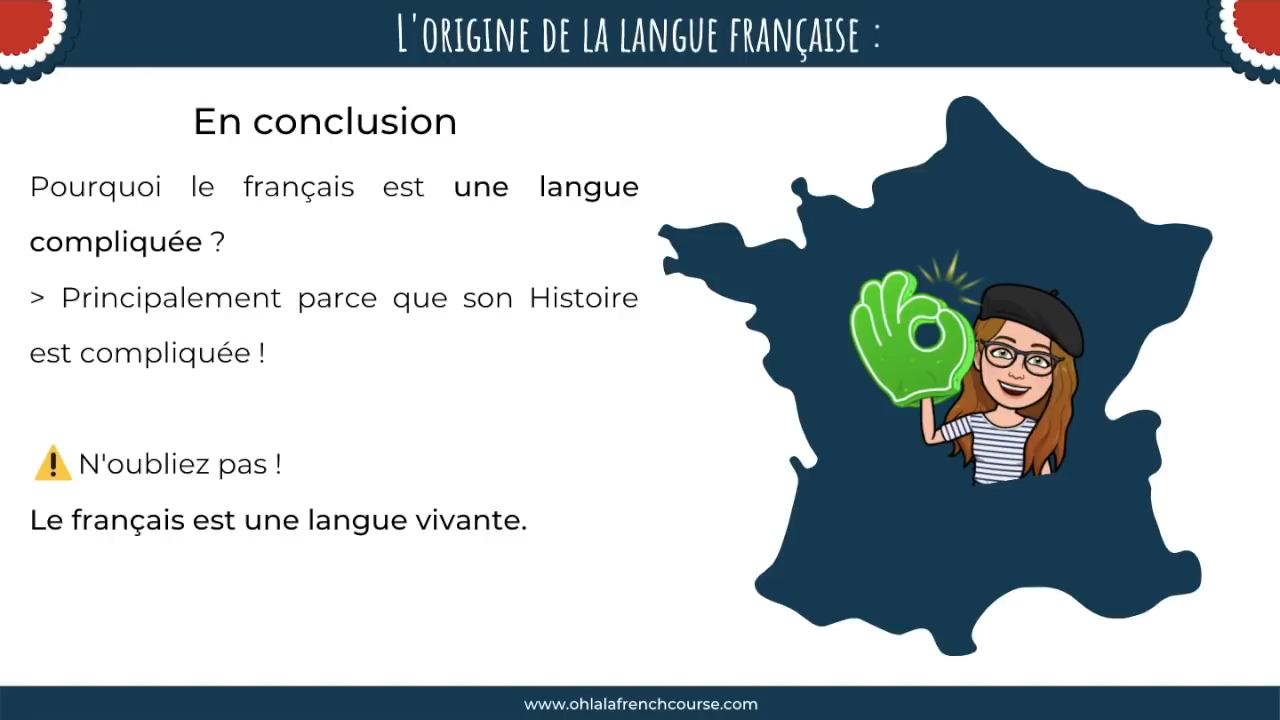 L'origine de la langue française :
En conclusion
Pourquoi le français est une langue
compliquée ?
> Principalement parce que son Histoire
est compliquée !
⚠️ N'oubliez pas !
Le français est une langue vivante.
www.ohlalafrenchcourse.com